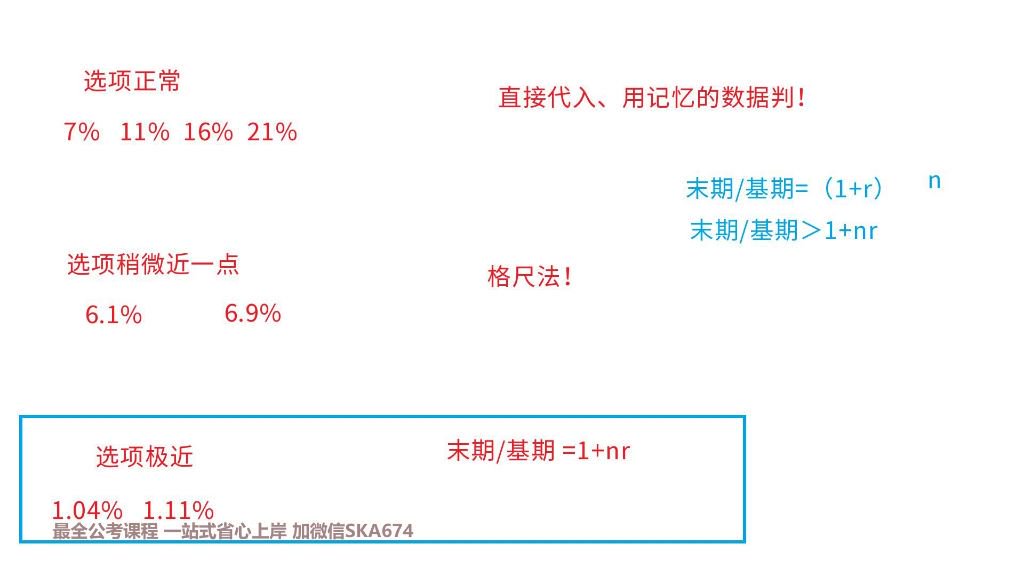 选项正常
直接代入、用记忆的数据判！
7% 11% 16% 21%
末期/基期=（1+r） n
末期/基期＞1+nr
选项稍微近一点
格尺法！
6.1% 6.9%
选项极近
末期/基期 =1+nr
1.04% 1.11%
最全公考课程 一站式省心上岸 加微信SKA674